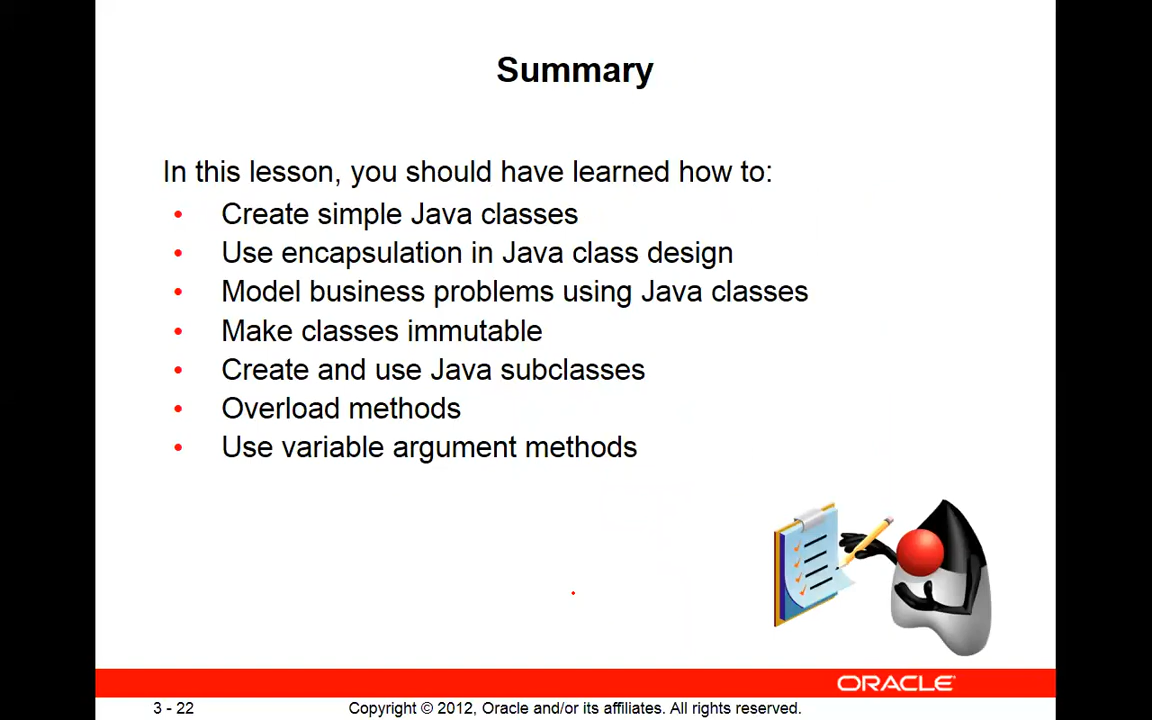 Summary
In this lesson, you should have learned how to:
• Create simple Java classes
• Use encapsulation in Java class design
• Model business problems using Java classes
• Make classes immutable
• Create and use Java subclasses
• Overload methods
• Use variable argument methods
ORACLE
3 - 22 Copyright © 2012, Oracle and/or its affiliates. All rights reserved.